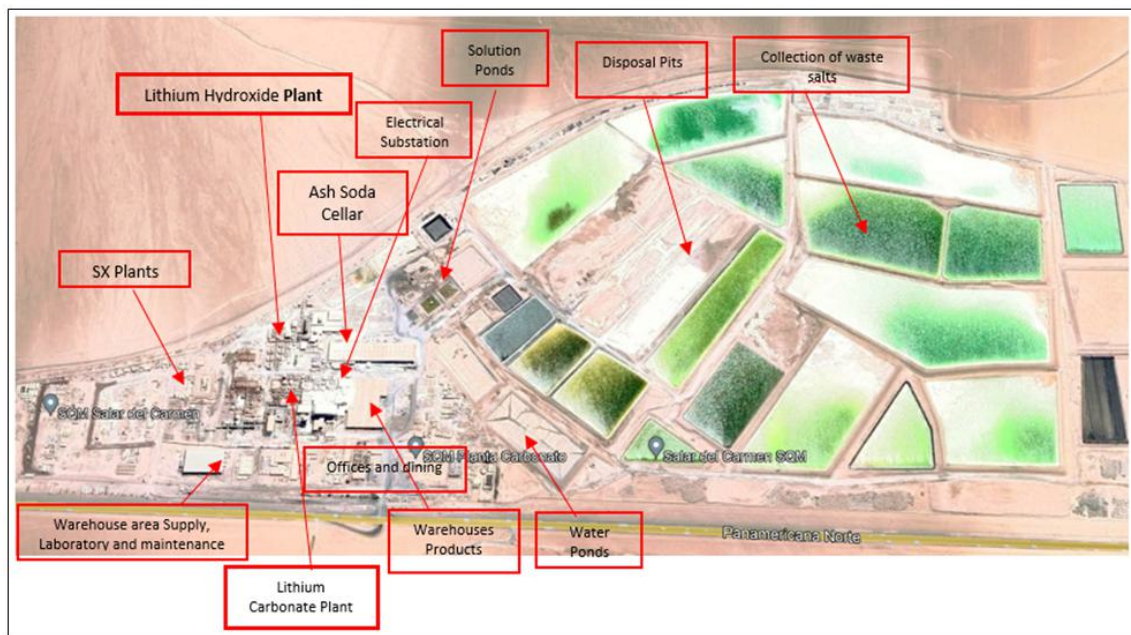 Solution
Ponds
Disposal Pits
Collection of waste
salts
Lithium Hydroxide Plant
Electrical
Substation
Ash Soda
Cellar
SX Plants
SQM Salar del Carmen
SQM Planta Carbonato
Salar del Carmen SQM
Offices and dining
Warehouse area Supply,
Laboratory and maintenance
Warehouses
Products
Water
Ponds
Panamericana Norte
Lithium
Carbonate Plant